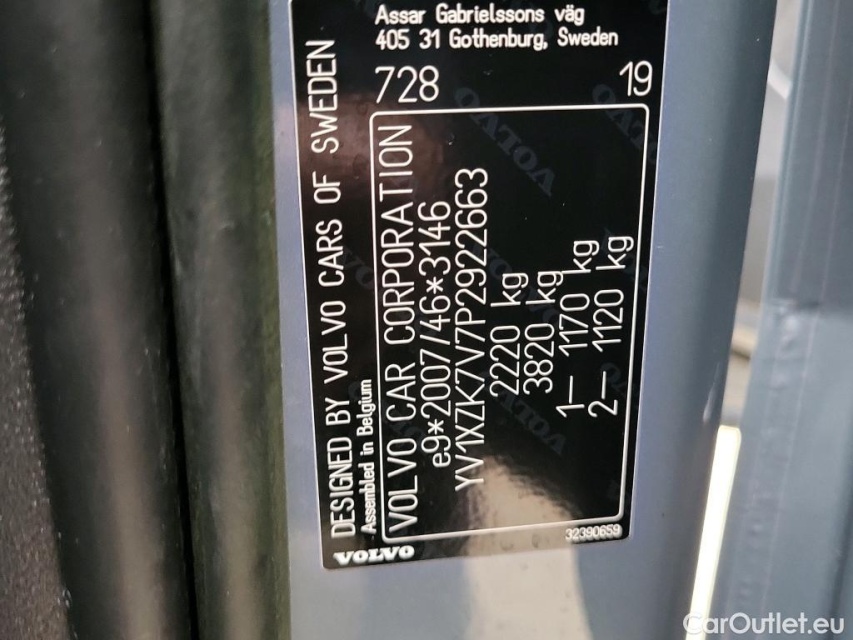 Assar Gabrielssons väg
405 31 Gothenburg, Sweden
728 19
DESIGNED BY VOLVO CARS OF SWEDEN
Assembled in Belgium
VOLVO CAR CORPORATION
e9*2007/46*3146
YV1XZK7V7P2922663
2220 kg
3820 kg
1– 1170 kg
2– 1120 kg
32390659
VOLVO
VOLVO
CarOutlet.eu